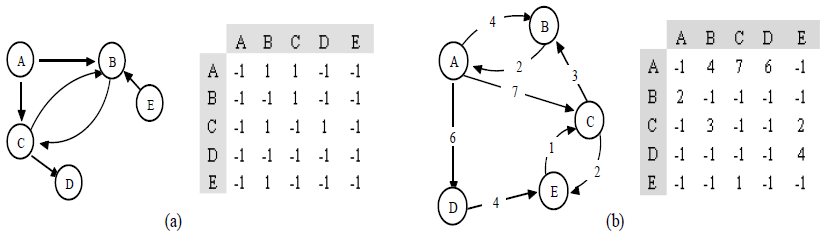 A B E C D
A B C D E
A -1 1 1 -1 -1
B -1 -1 1 -1 -1
C -1 1 -1 1 -1
D -1 -1 -1 -1 -1
E -1 1 -1 -1 -1
(a)
4 B
A 2
7 3
C
6 1
2
D 4 E
A B C D E
A -1 4 7 6 -1
B 2 -1 -1 -1 -1
C -1 3 -1 -1 2
D -1 -1 -1 -1 4
E -1 -1 1 -1 -1
(b)